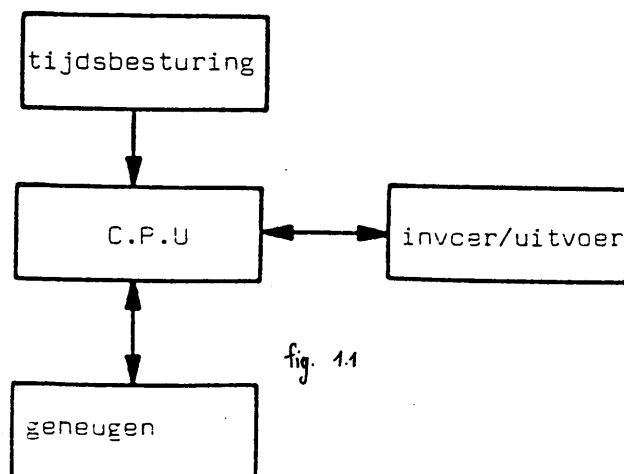 tijdsbesturing
C.P.U
invoer/uitvoer
fig. 1.1
geheugen